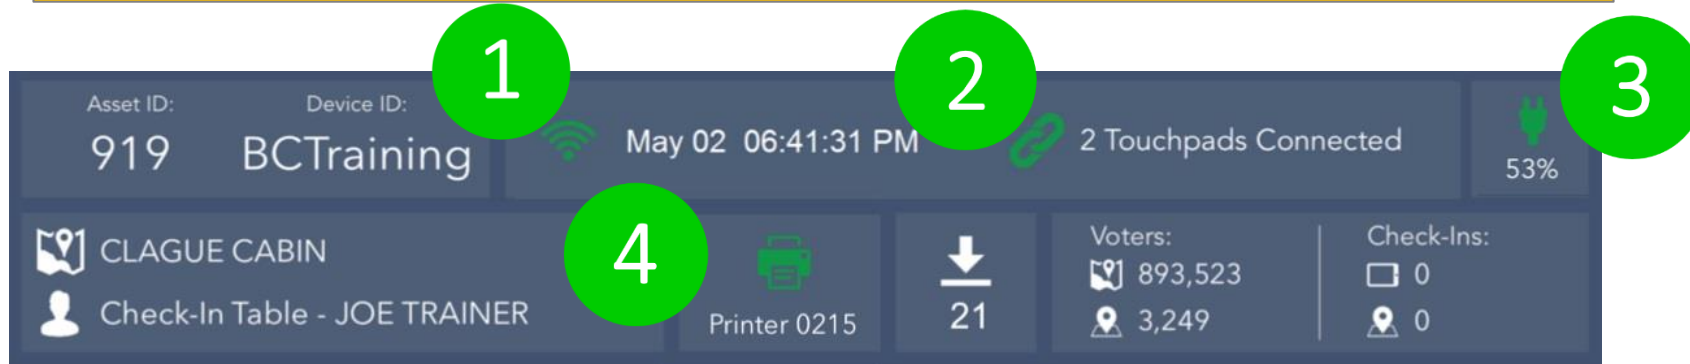 1
2
3
Asset ID:
919
Device ID:
BCTraining
May 02 06:41:31 PM
2 Touchpads Connected
53%
CLAGUE CABIN
Check-In Table - JOE TRAINER
4
Printer 0215
21
Voters:
893,523
3,249
Check-Ins:
0
0